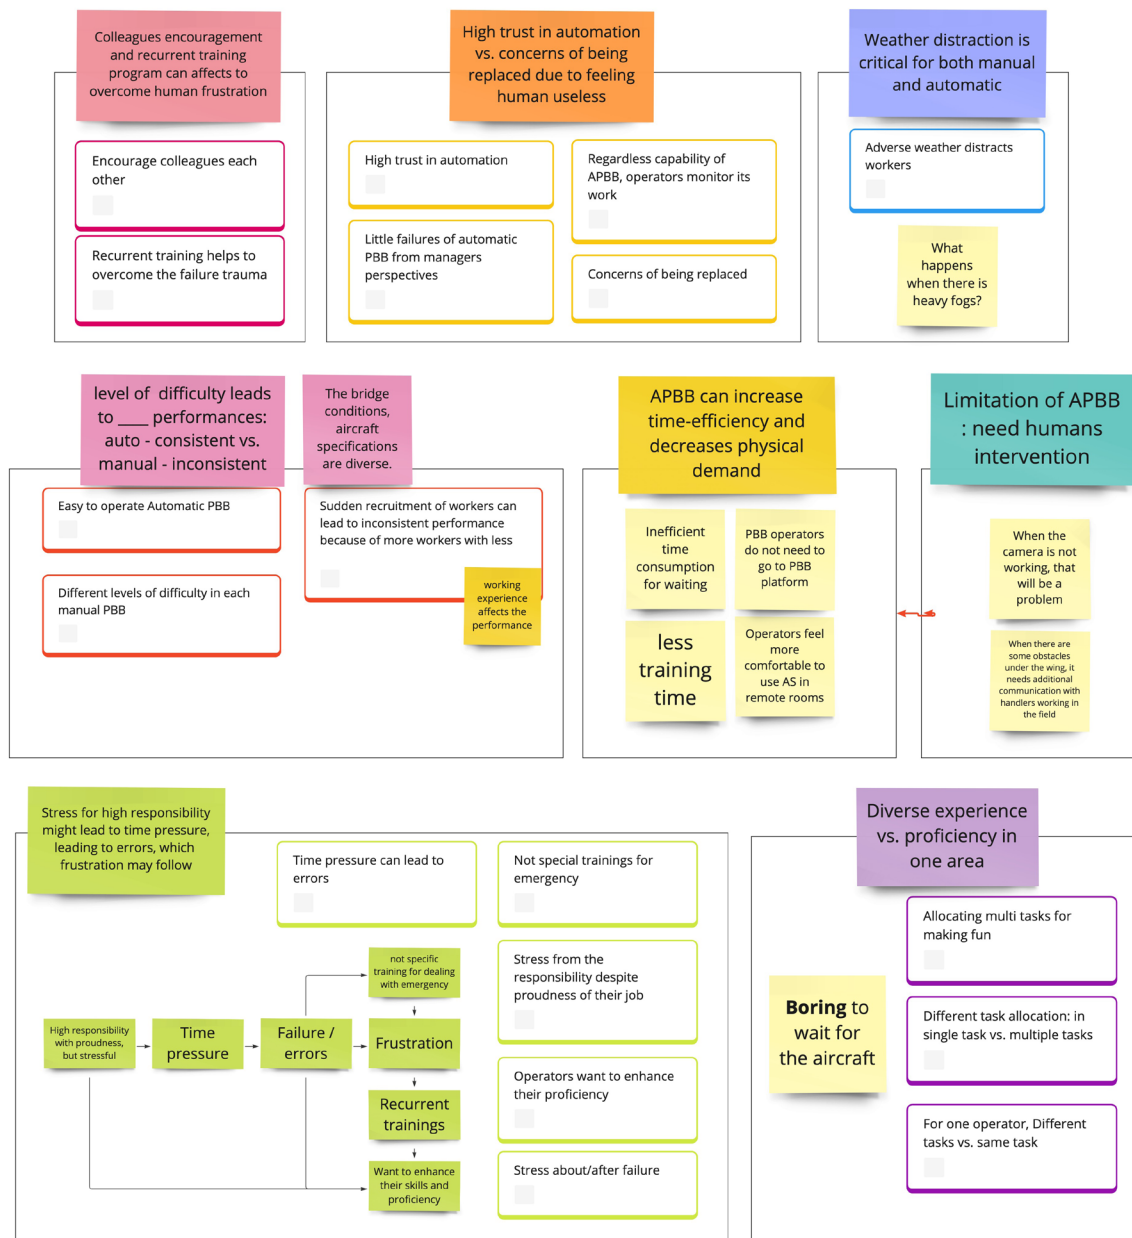 Colleagues encouragement
and recurrent training
program can affects to
overcome human frustration
Encourage colleagues each
other
Recurrent training helps to
overcome the failure trauma
High trust in automation
vs. concerns of being
replaced due to feeling
human useless
High trust in automation
Regardless capability of
APBB, operators monitor its
work
Little failures of automatic
PBB from managers
perspectives
Concerns of being replaced
Weather distraction is
critical for both manual
and automatic
Adverse weather distracts
workers
What
happens
when there is
heavy fogs?
level of difficulty leads
to ____ performances:
auto - consistent vs.
manual - inconsistent
The bridge
conditions,
aircraft
specifications
are diverse.
Easy to operate Automatic PBB
Different levels of difficulty in each
manual PBB
Sudden recruitment of workers can
lead to inconsistent performance
because of more workers with less
working
experience
affects the
performance
APBB can increase
time-efficiency and
decreases physical
demand
Inefficient
time
consumption
for waiting
PBB operators
do not need to
go to PBB
platform
less
training
time
Operators feel
more
comfortable to
use AS in
remote rooms
Limitation of APBB
: need humans
intervention
When the
camera is not
working, that
will be a
problem
When there are
some obstacles
under the wing, it
needs additional
communication with
handlers working in
the field
Stress for high responsibility
might lead to time pressure,
leading to errors, which
frustration may follow
Time pressure can lead to
errors
Not special trainings for
emergency
Stress from the
responsibility despite
proudness of their job
Operators want to enhance
their proficiency
Stress about/after failure
not specific
training for dealing
with emergency
High responsibility
with proudness,
but stressful
Time
pressure
Failure /
errors
Frustration
Recurrent
trainings
Want to enhance
their skills and
proficiency
Diverse experience
vs. proficiency in
one area
Boring to
wait for
the aircraft
Allocating multi tasks for
making fun
Different task allocation: in
single task vs. multiple tasks
For one operator, Different
tasks vs. same task